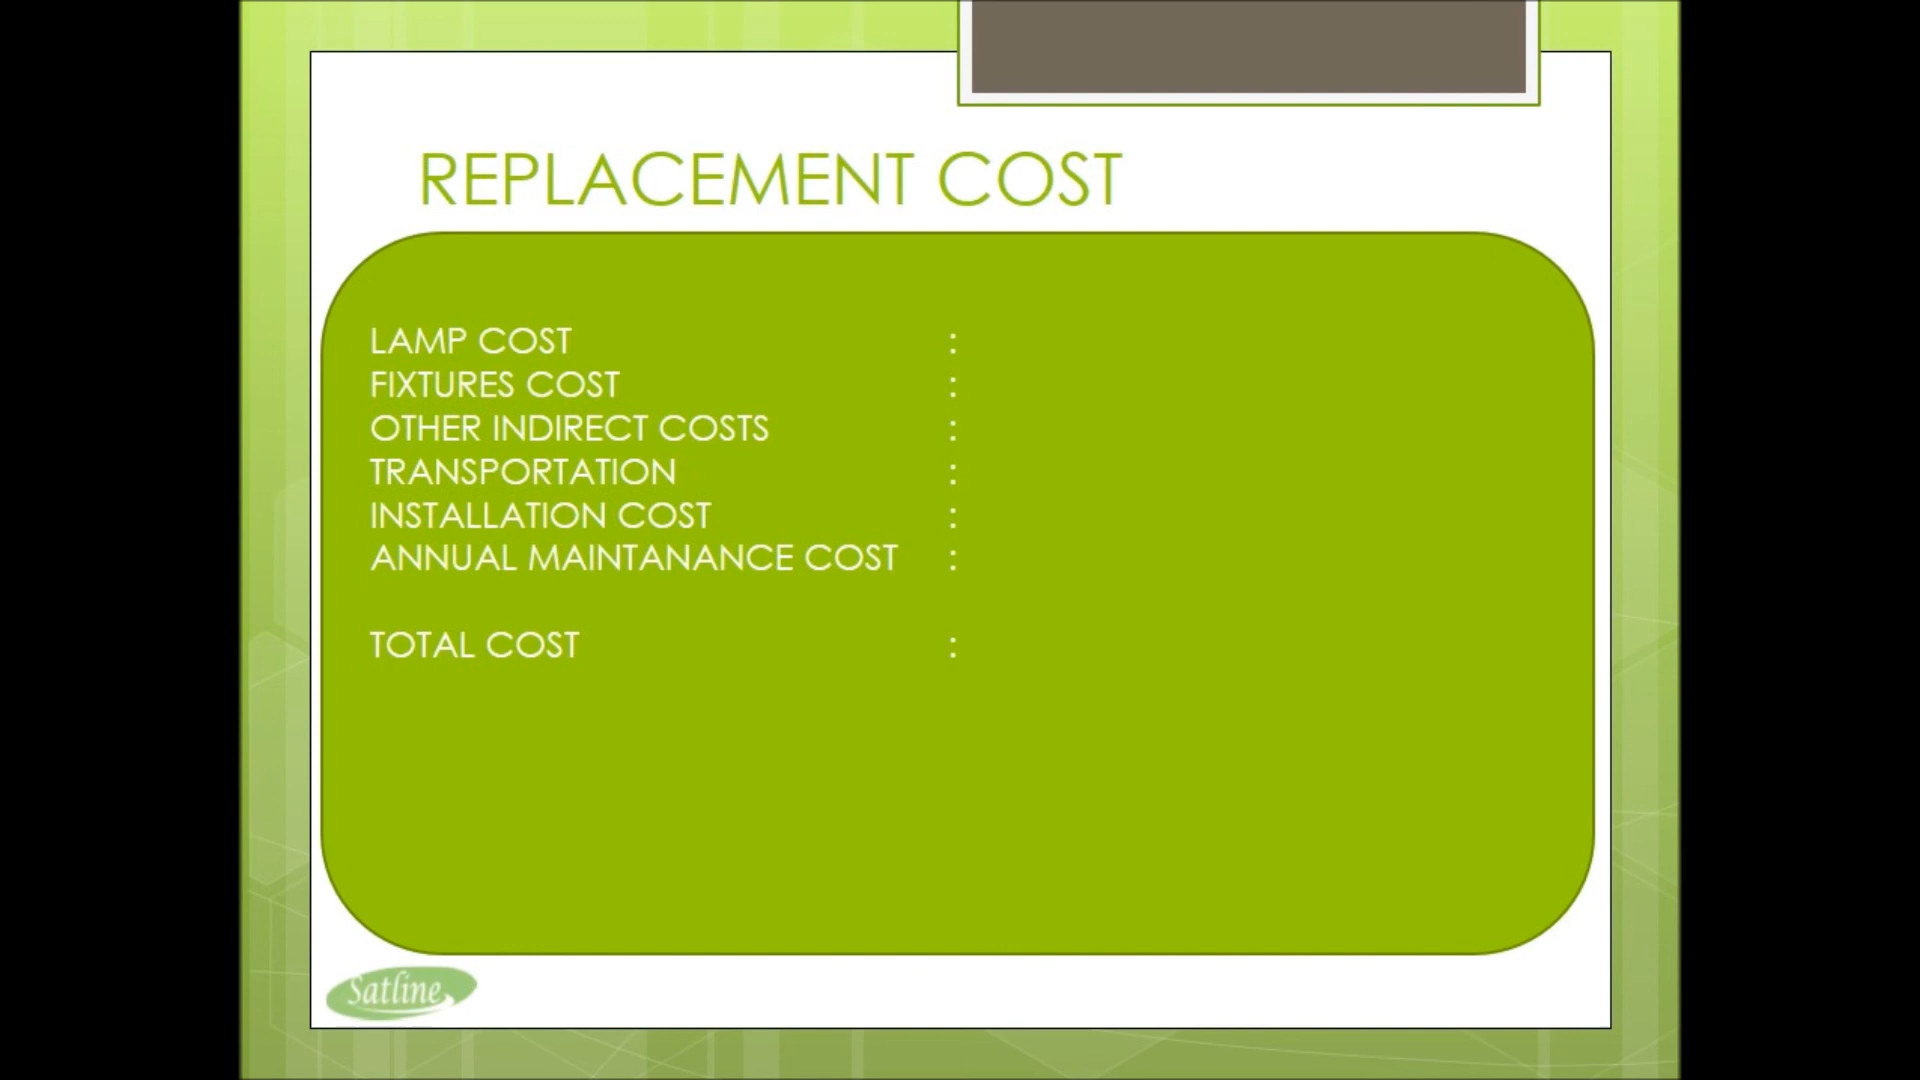 REPLACEMENT COST
LAMP COST :
FIXTURES COST :
OTHER INDIRECT COSTS :
TRANSPORTATION :
INSTALLATION COST :
ANNUAL MAINTANANCE COST :
TOTAL COST :
Satline